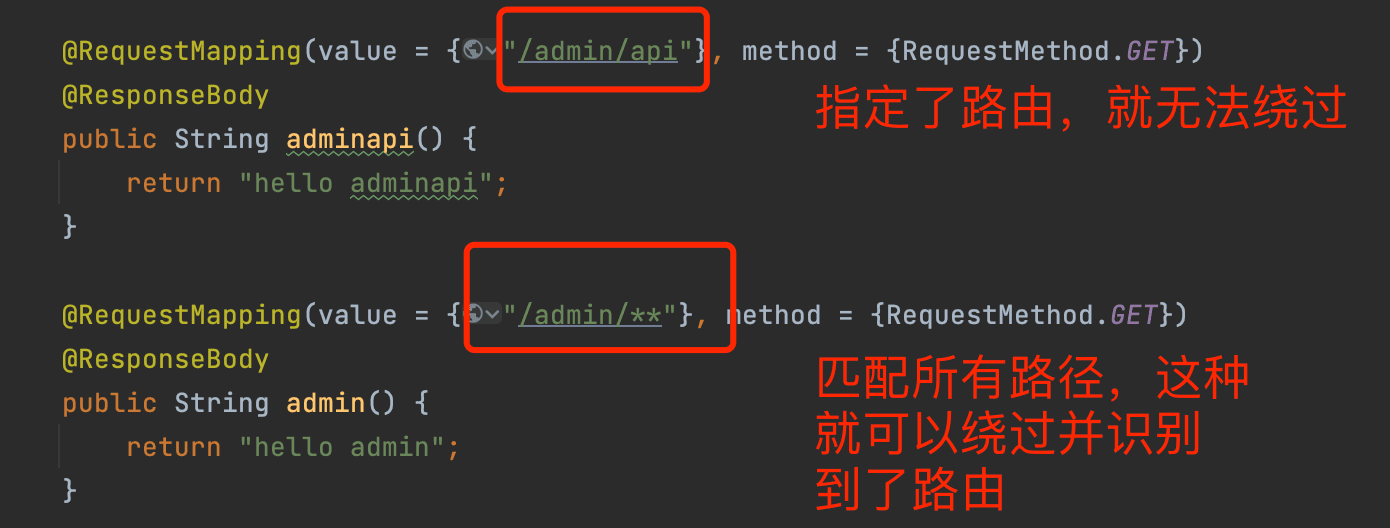 @RequestMapping(value = {"/admin/api"}, method = {RequestMethod.GET})
@ResponseBody
指定了路由，就无法绕过
public String adminapi() {
return "hello adminapi";
}
@RequestMapping(value = {"/admin/**"}, method = {RequestMethod.GET})
@ResponseBody
匹配所有路径，这种
public String admin() {
就可以绕过并识别
return "hello admin";
到了路由
}